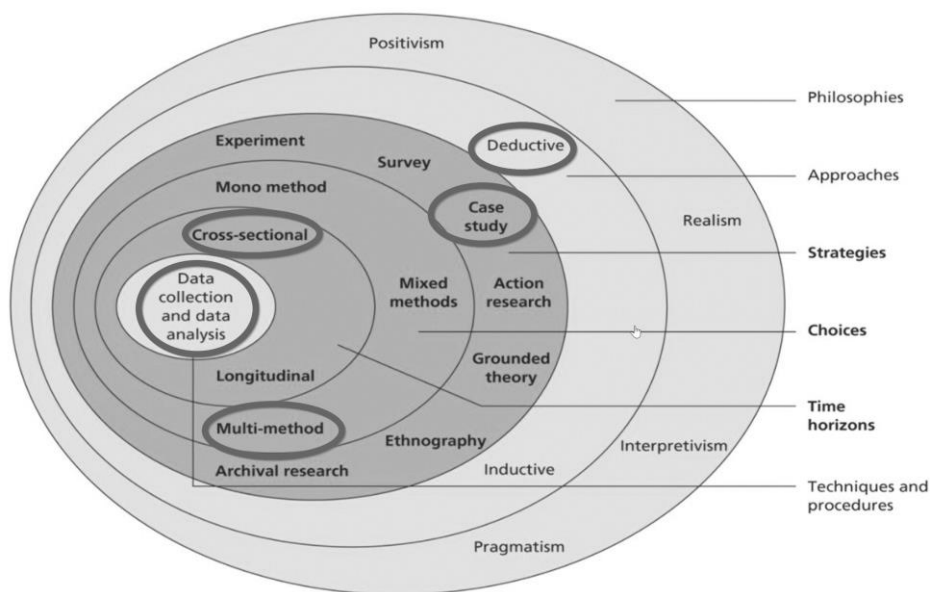 Positivism
Philosophies
Experiment
Deductive
Survey
Approaches
Mono method
Case
study
Realism
Cross-sectional
Strategies
Data
collection
and data
analysis
Mixed
methods
Action
research
Choices
Grounded
theory
Longitudinal
Time
horizons
Multi-method
Ethnography
Interpretivism
Archival research
Inductive
Techniques and
procedures
Pragmatism